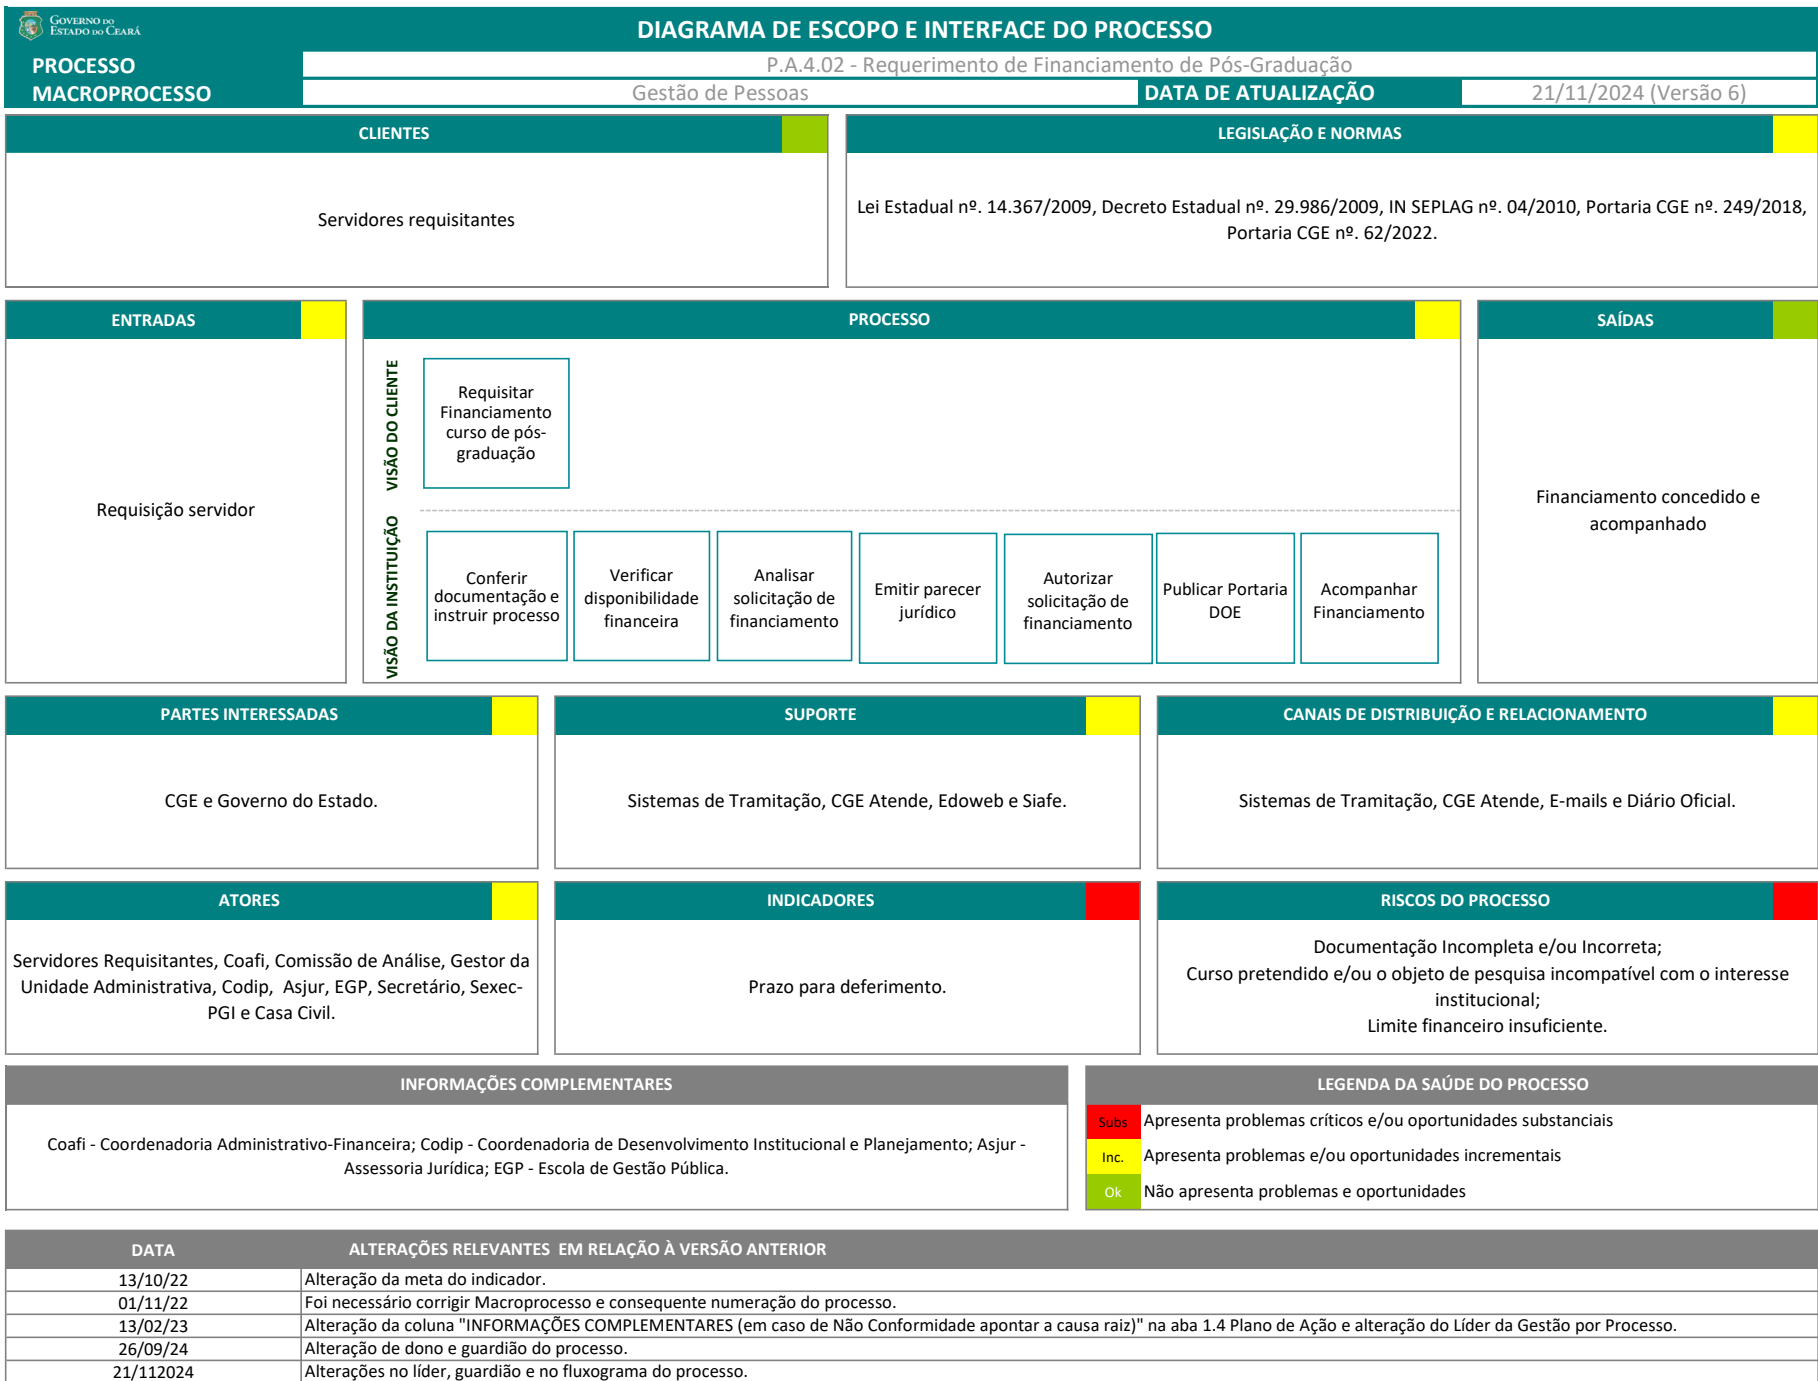 GOVERNO DO
ESTADO DO CEARÁ
DIAGRAMA DE ESCOPO E INTERFACE DO PROCESSO
PROCESSO
P.A.4.02 - Requerimento de Financiamento de Pós-Graduação
MACROPROCESSO
Gestão de Pessoas
DATA DE ATUALIZAÇÃO
21/11/2024 (Versão 6)
CLIENTES
Servidores requisitantes
LEGISLAÇÃO E NORMAS
Lei Estadual nº. 14.367/2009, Decreto Estadual nº. 29.986/2009, IN SEPLAG nº. 04/2010, Portaria CGE nº. 249/2018,
Portaria CGE nº. 62/2022.
ENTRADAS
Requisição servidor
PROCESSO
VISÃO DO CLIENTE
Requisitar
Financiamento
curso de pós-
graduação
VISÃO DA INSTITUIÇÃO
Conferir
documentação e
instruir processo
Verificar
disponibilidade
financeira
Analisar
solicitação de
financiamento
Emitir parecer
jurídico
Autorizar
solicitação de
financiamento
Publicar Portaria
DOE
Acompanhar
Financiamento
SAÍDAS
Financiamento concedido e
acompanhado
PARTES INTERESSADAS
CGE e Governo do Estado.
SUPORTE
Sistemas de Tramitação, CGE Atende, Edoweb e Siafe.
CANAIS DE DISTRIBUIÇÃO E RELACIONAMENTO
Sistemas de Tramitação, CGE Atende, E-mails e Diário Oficial.
ATORES
Servidores Requisitantes, Coafi, Comissão de Análise, Gestor da
Unidade Administrativa, Codip,  Asjur, EGP, Secretário, Sexec-
PGI e Casa Civil.
INDICADORES
Prazo para deferimento.
RISCOS DO PROCESSO
Documentação Incompleta e/ou Incorreta;
Curso pretendido e/ou o objeto de pesquisa incompatível com o interesse
institucional;
Limite financeiro insuficiente.
INFORMAÇÕES COMPLEMENTARES
Coafi - Coordenadoria Administrativo-Financeira; Codip - Coordenadoria de Desenvolvimento Institucional e Planejamento; Asjur -
Assessoria Jurídica; EGP - Escola de Gestão Pública.
LEGENDA DA SAÚDE DO PROCESSO
Subs Apresenta problemas críticos e/ou oportunidades substanciais
Inc. Apresenta problemas e/ou oportunidades incrementais
Ok Não apresenta problemas e oportunidades
DATA ALTERAÇÕES RELEVANTES  EM RELAÇÃO À VERSÃO ANTERIOR
13/10/22 Alteração da meta do indicador.
01/11/22 Foi necessário corrigir Macroprocesso e consequente numeração do processo.
13/02/23 Alteração da coluna "INFORMAÇÕES COMPLEMENTARES (em caso de Não Conformidade apontar a causa raiz)" na aba 1.4 Plano de Ação e alteração do Líder da Gestão por Processo.
26/09/24 Alteração de dono e guardião do processo.
21/112024 Alterações no líder, guardião e no fluxograma do processo.